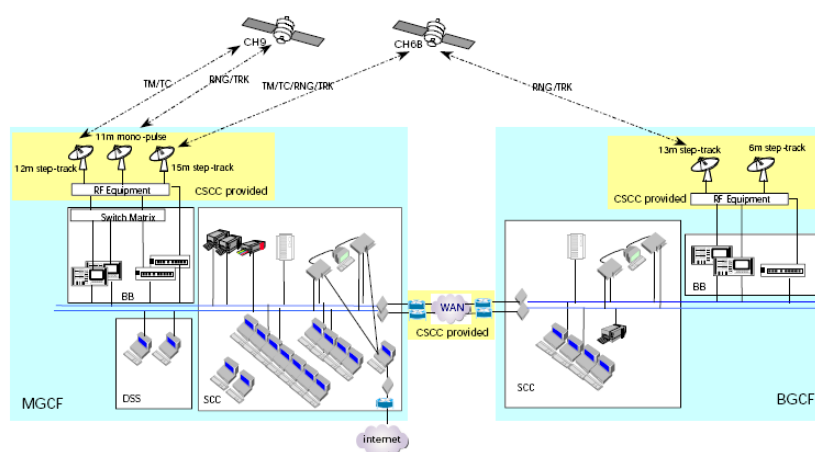 CH9
CH6B
TM/TC
RNG/TRK
TM/TC/RNG/TRK
RNG/TRK
11m mono-pulse
12m step-track
15m step-track
RF Equipment
CSCC provided
Switch Matrix
BB
DSS
SCC
MGCF
internet
WAN
CSCC provided
13m step-track
6m step-track
CSCC provided
RF Equipment
BB
SCC
BGCF